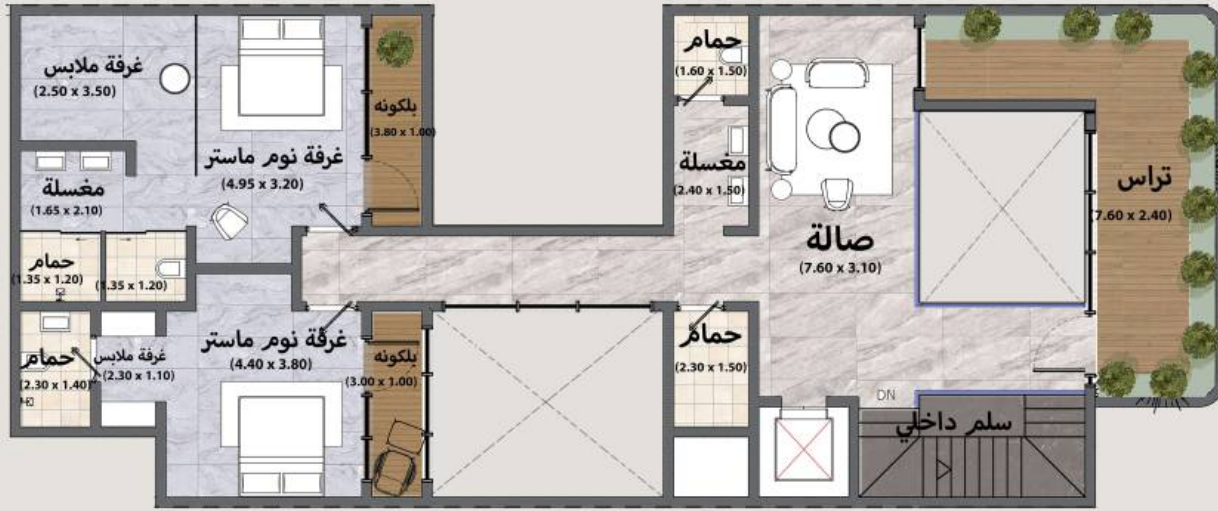 غرفة ملابس
(2.50 x 3.50)
بلكونه
(3.80 x 1.00)
غرفة نوم ماستر
(4.95 x 3.20)
مغسلة
(1.65 x 2.10)
حمام
(1.35 x 1.20)
(1.35 x 1.20)
حمام
(2.30 x 1.40)
غرفة ملابس
(2.30 x 1.10)
غرفة نوم ماستر
(4.40 x 3.80)
بلكونه
(3.00 x 1.00)
حمام
(1.60 x 1.50)
مغسلة
(2.40 x 1.50)
صالة
(7.60 x 3.10)
حمام
(2.30 x 1.50)
تراس
(7.60 x 2.40)
DN
سلم داخلي